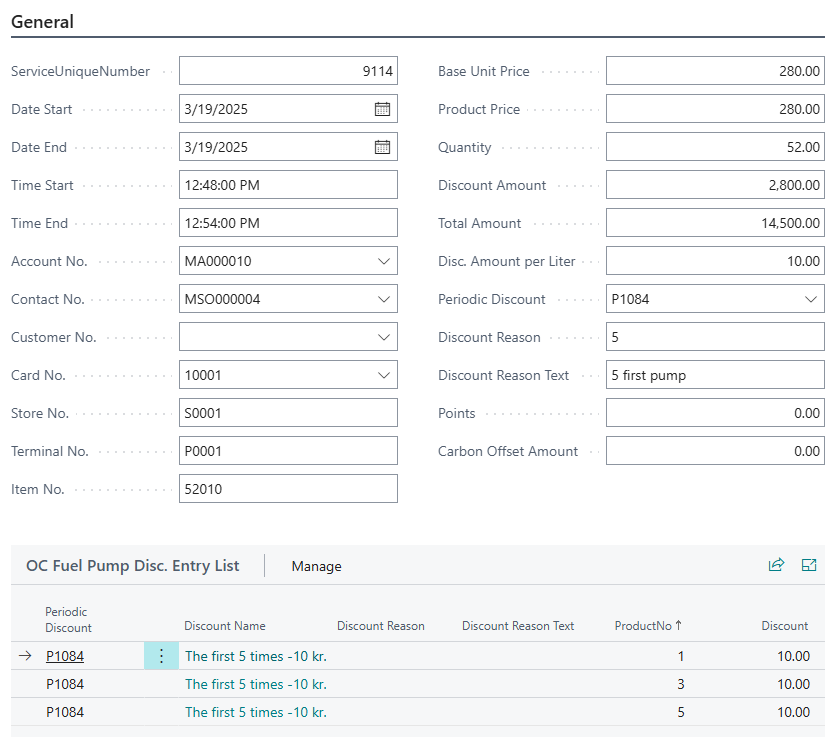 General
ServiceUniqueNumber 9114
Date Start 3/19/2025
Date End 3/19/2025
Time Start 12:48:00 PM
Time End 12:54:00 PM
Account No. MA000010
Contact No. MSO000004
Customer No.
Card No. 10001
Store No. S0001
Terminal No. P0001
Item No. 52010
Base Unit Price 280.00
Product Price 280.00
Quantity 52.00
Discount Amount 2,800.00
Total Amount 14,500.00
Disc. Amount per Liter 10.00
Periodic Discount P1084
Discount Reason 5
Discount Reason Text 5 first pump
Points 0.00
Carbon Offset Amount 0.00
OC Fuel Pump Disc. Entry List Manage
Periodic Discount Discount Name Discount Reason Discount Reason Text ProductNo↑ Discount
P1084 The first 5 times -10 kr. 1 10.00
P1084 The first 5 times -10 kr. 3 10.00
P1084 The first 5 times -10 kr. 5 10.00